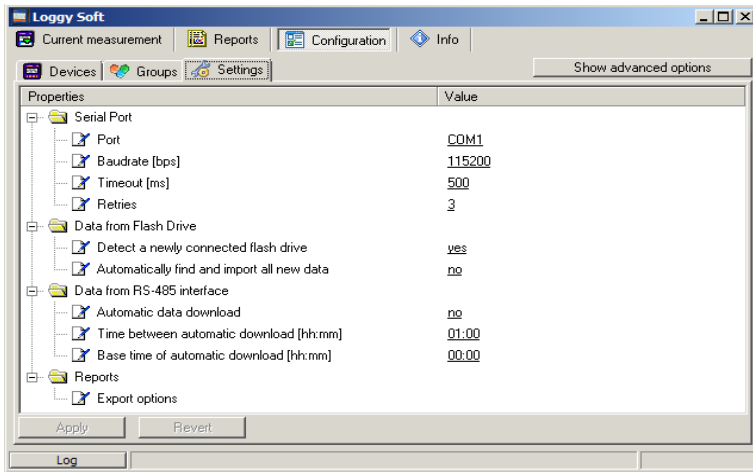 Loggy Soft
Current measurement Reports Configuration Info
Devices Groups Settings Show advanced options
Properties Value
Serial Port
Port COM1
Baudrate [bps] 115200
Timeout [ms] 500
Retries 3
Data from Flash Drive
Detect a newly connected flash drive yes
Automatically find and import all new data no
Data from RS-485 interface
Automatic data download no
Time between automatic download [hh:mm] 01:00
Base time of automatic download [hh:mm] 00:00
Reports
Export options
Apply Revert
Log